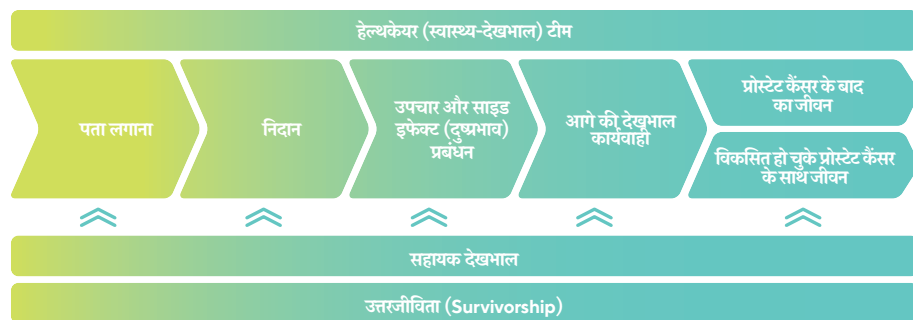 हेल्थकेयर (स्वास्थ्य-देखभाल) टीम
पता लगाना
निदान
उपचार और साइड
इफेक्ट (दुष्प्रभाव)
प्रबंधन
आगे की देखभाल
कार्यवाही
प्रोस्टेट कैंसर के बाद
का जीवन
विकसित हो चुके प्रोस्टेट कैंसर
के साथ जीवन
सहायक देखभाल
उत्तरजीविता (Survivorship)